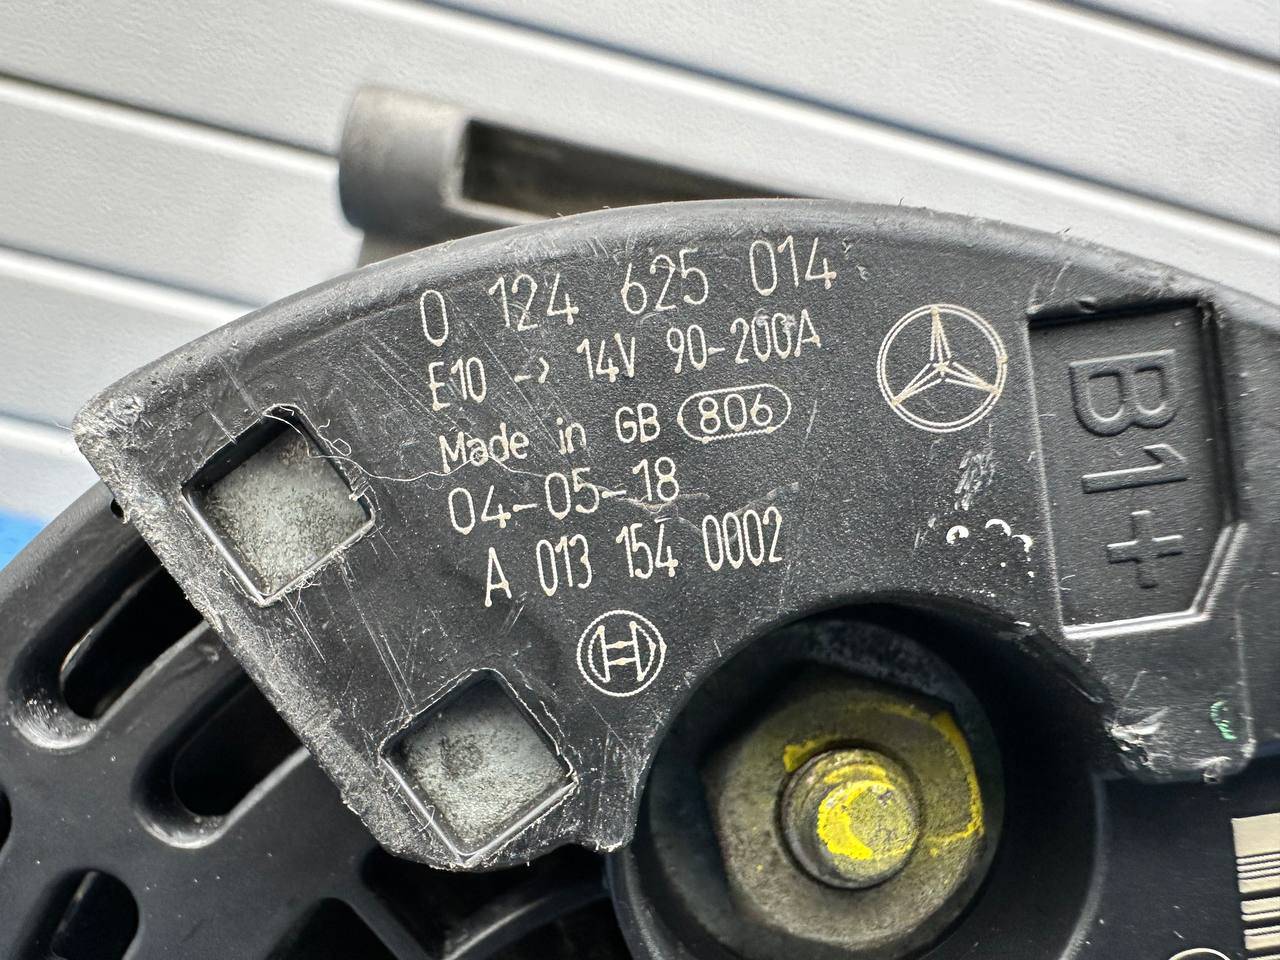 0 124 625 014
E10 -> 14V 90-200A
Made in GB 806
04-05-18
A 013 154 0002
B1+